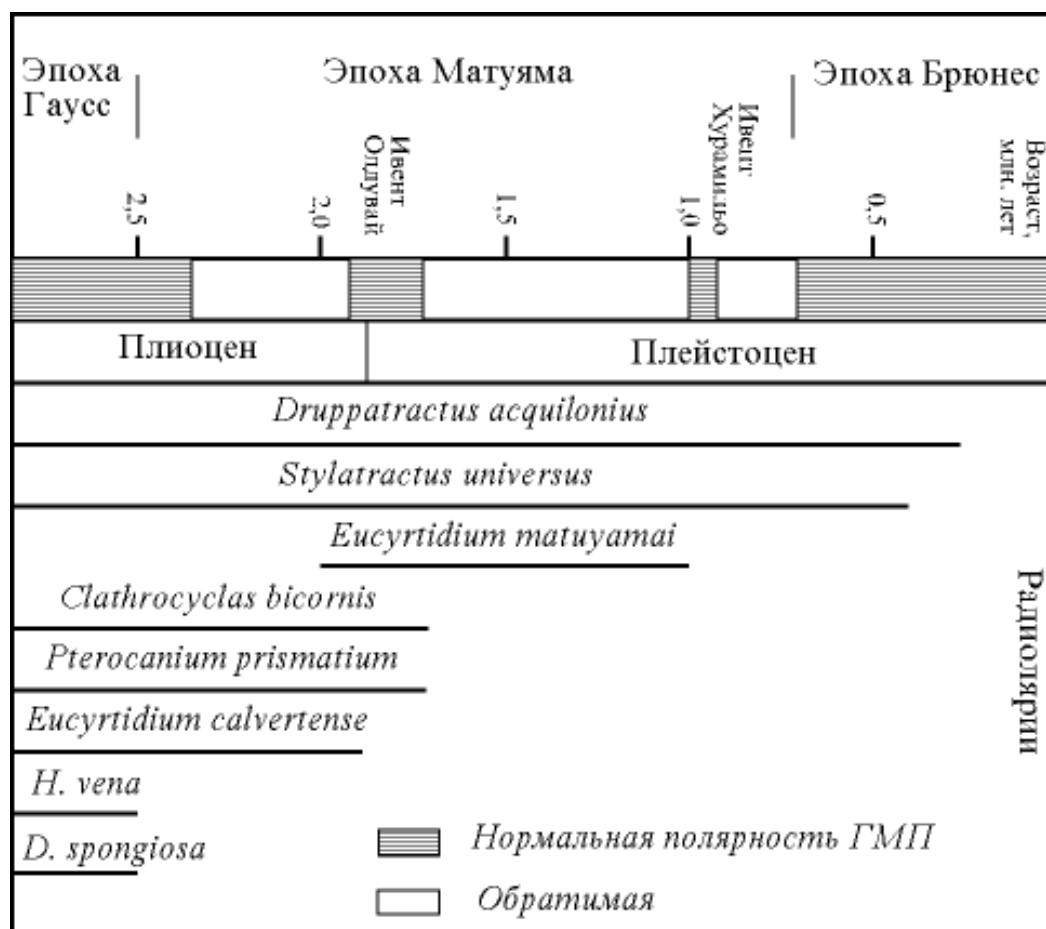 Эпоха
Гаусс
Эпоха Матуяма
Эпоха Брюнес
Ивент
Олдувай
Ивент
Хурамильо
Возраст,
млн. лет
2,5
2,0
1,5
1,0
0,5
Плиоцен
Плейстоцен
Druppatractus acquilonius
Stylatractus universus
Eucyrtidium matuyamai
Clathrocyclas bicornis
Pterocanium prismatium
Eucyrtidium calvertense
H. vena
D. spongiosa
Радиолярии
Нормальная полярность ГМП
Обратимая